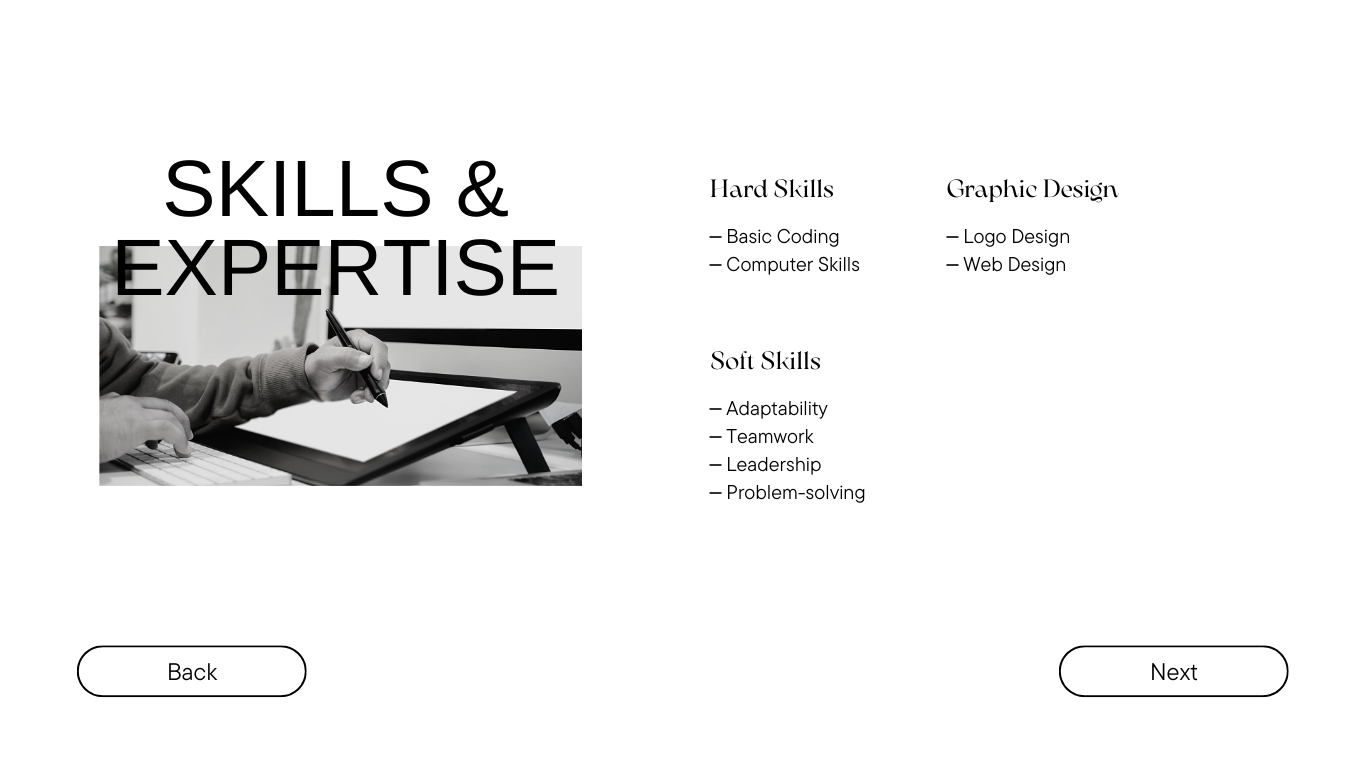 SKILLS &
EXPERTISE
Hard Skills
– Basic Coding
– Computer Skills
Graphic Design
– Logo Design
– Web Design
Soft Skills
– Adaptability
– Teamwork
– Leadership
– Problem-solving
Back
Next